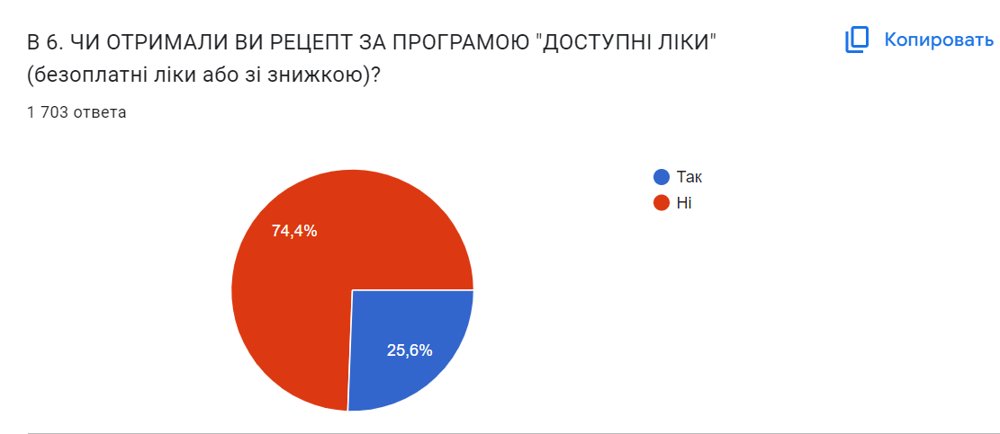 В 6. ЧИ ОТРИМАЛИ ВИ РЕЦЕПТ ЗА ПРОГРАМОЮ "ДОСТУПНІ ЛІКИ"
(безоплатні ліки або зі знижкою)?
Копировать
1 703 ответа
Так
Ні
74,4%
25,6%